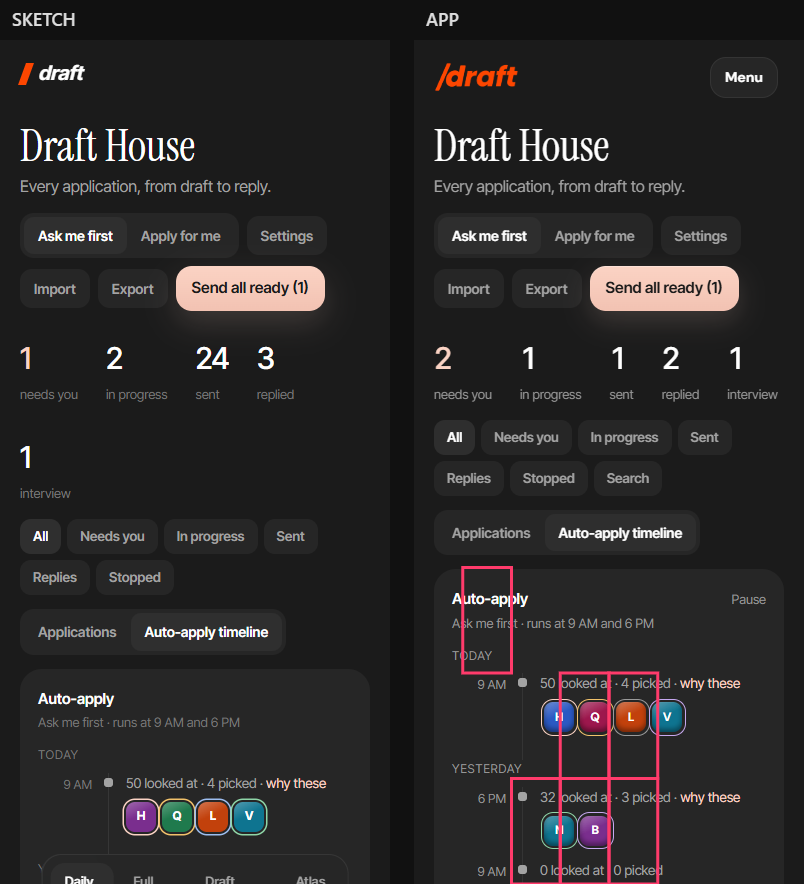 SKETCH
draft
Draft House
Every application, from draft to reply.
Ask me first Apply for me Settings
Import Export Send all ready (1)
1 2 24 3
needs you in progress sent replied
1
interview
All Needs you In progress Sent
Replies Stopped
Applications Auto-apply timeline
Auto-apply
Ask me first · runs at 9 AM and 6 PM
TODAY
9 AM 50 looked at · 4 picked · why these
H Q L V
Daily Full Draft Atlas
APP
/draft Menu
Draft House
Every application, from draft to reply.
Ask me first Apply for me Settings
Import Export Send all ready (1)
2 1 1 2 1
needs you in progress sent replied interview
All Needs you In progress Sent
Replies Stopped Search
Applications Auto-apply timeline
Auto-apply Pause
Ask me first · runs at 9 AM and 6 PM
TODAY
9 AM 50 looked at · 4 picked · why these
H Q L V
YESTERDAY
6 PM 32 looked at · 3 picked · why these
N B
9 AM 0 looked at · 0 picked